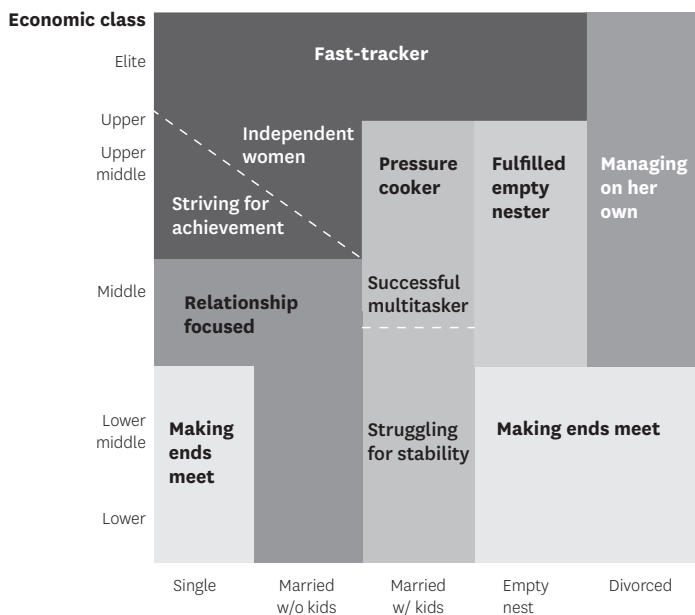 Economic class
Elite
Upper
Upper
middle
Middle
Lower
middle
Lower
Fast-tracker
Independent
women
Striving for
achievement
Pressure
cooker
Fulfilled
empty
nester
Managing
on her
own
Successful
multitasker
Relationship
focused
Making
ends
meet
Struggling
for stability
Making ends meet
Single
Married
w/o kids
Married
w/ kids
Empty
nest
Divorced